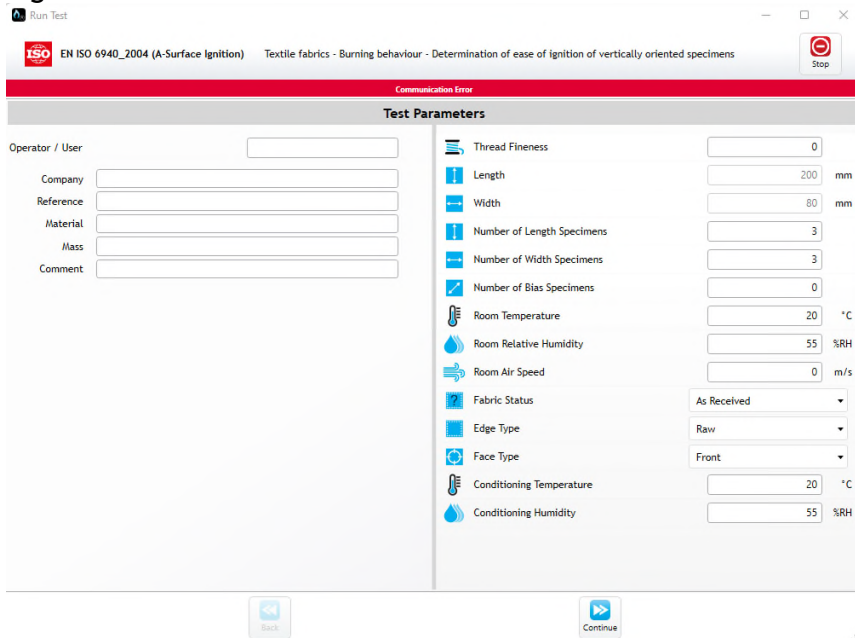 Run Test
ISO EN ISO 6940_2004 (A-Surface Ignition) Textile fabrics - Burning behaviour - Determination of ease of ignition of vertically oriented specimens
Stop
Communication Error
Test Parameters
Operator / User
Company
Reference
Material
Mass
Comment
Thread Fineness 0
Length 200 mm
Width 80 mm
Number of Length Specimens 3
Number of Width Specimens 3
Number of Bias Specimens 0
Room Temperature 20 °C
Room Relative Humidity 55 %RH
Room Air Speed 0 m/s
? Fabric Status As Received
Edge Type Raw
Face Type Front
Conditioning Temperature 20 °C
Conditioning Humidity 55 %RH
Back
Continue